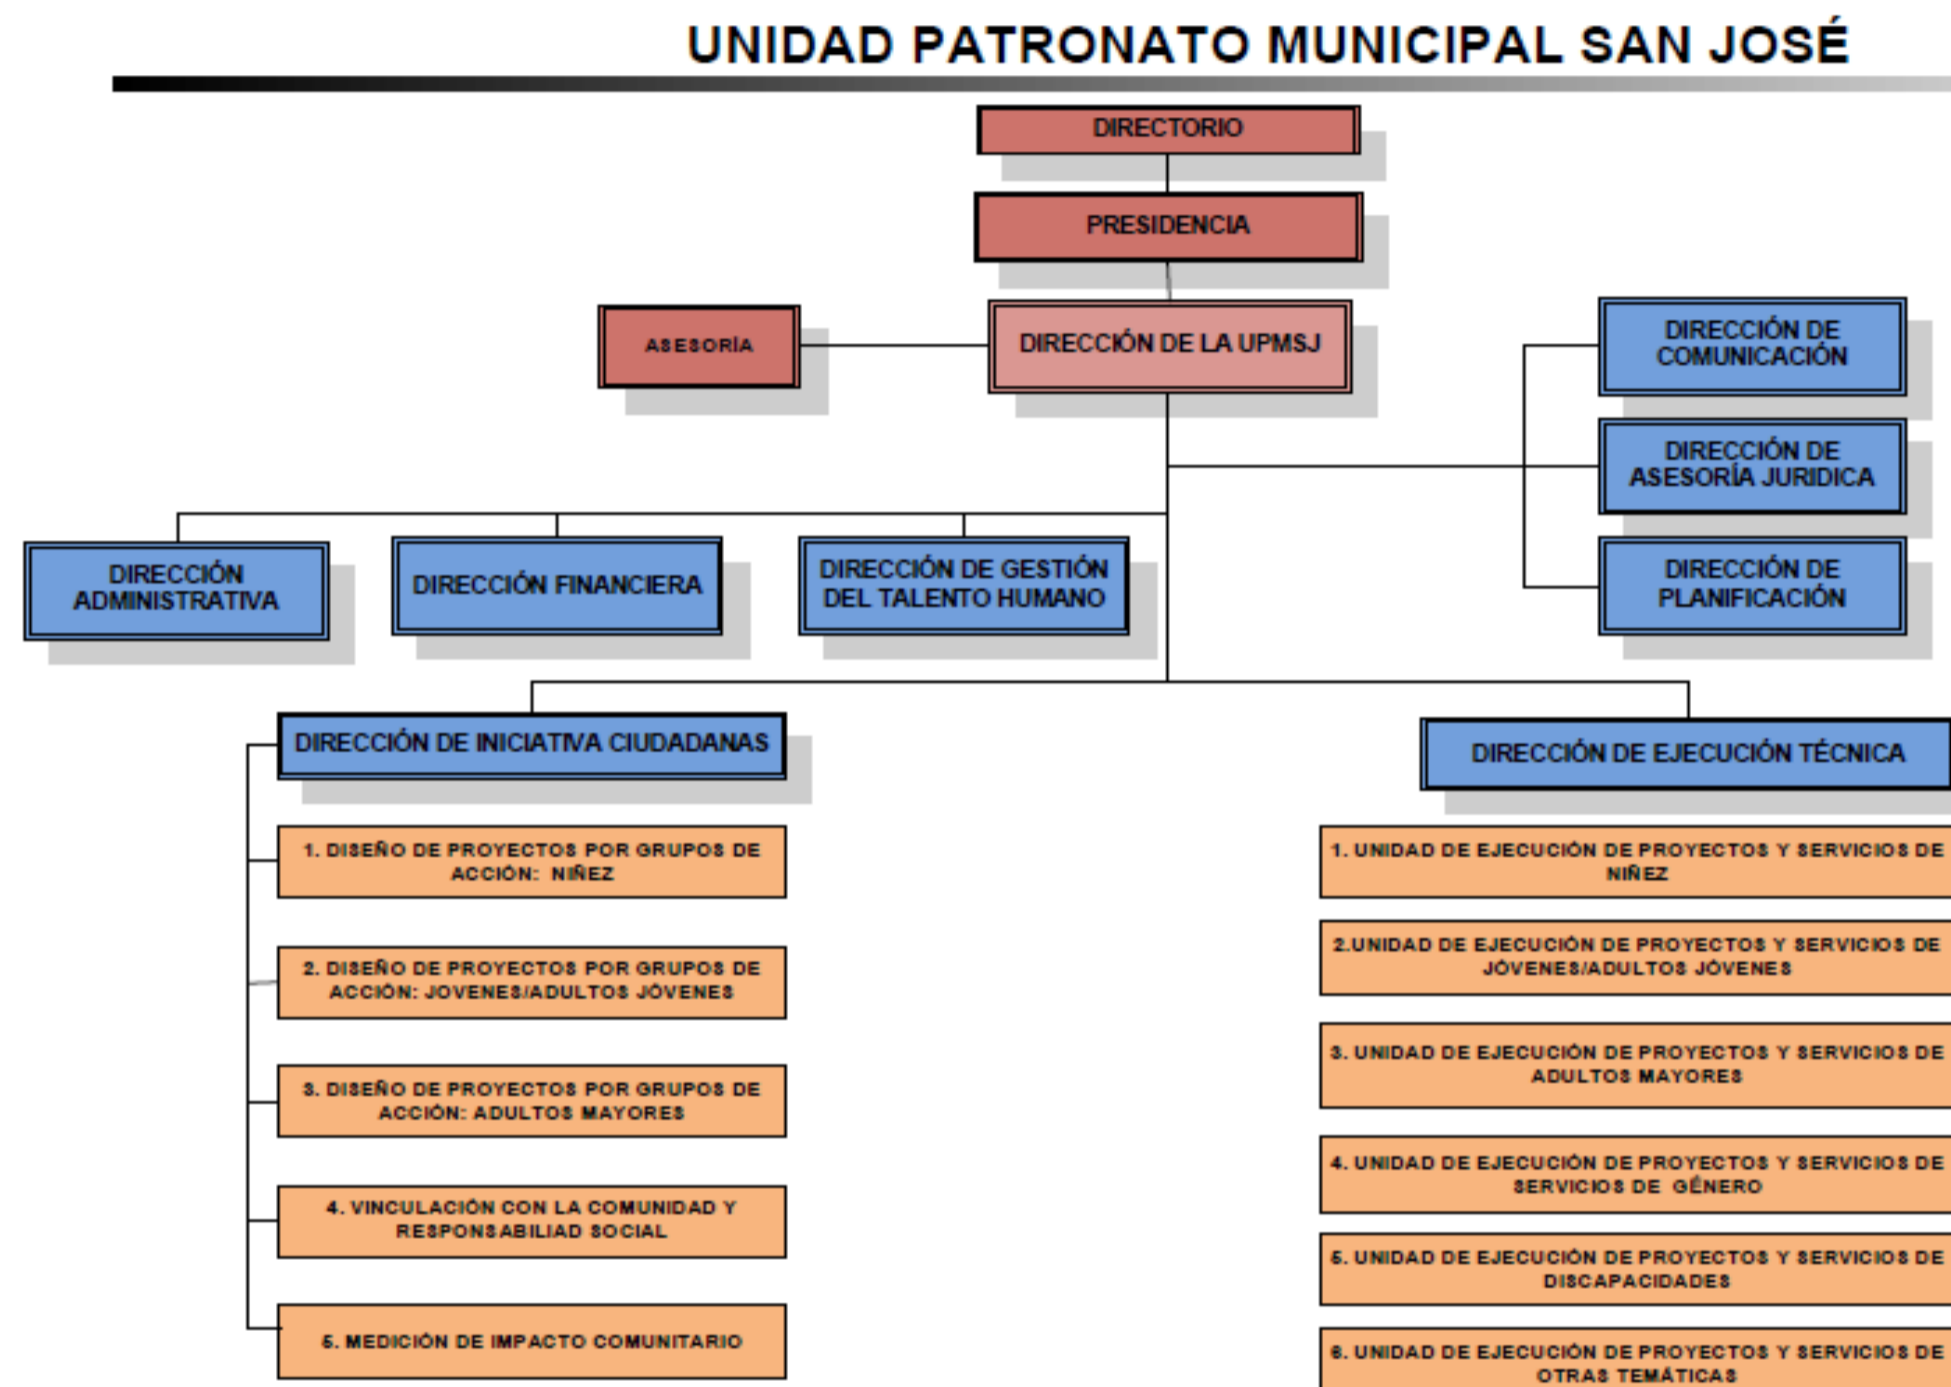 UNIDAD PATRONATO MUNICIPAL SAN JOSÉ
DIRECTORIO
PRESIDENCIA
ASESORÍA
DIRECCIÓN DE LA UPMSJ
DIRECCIÓN DE
COMUNICACIÓN
DIRECCIÓN DE
ASESORÍA JURIDICA
DIRECCIÓN DE
PLANIFICACIÓN
DIRECCIÓN
ADMINISTRATIVA
DIRECCIÓN FINANCIERA
DIRECCIÓN DE GESTIÓN
DEL TALENTO HUMANO
DIRECCIÓN DE INICIATIVA CIUDADANAS
1. DISEÑO DE PROYECTOS POR GRUPOS DE
ACCIÓN: NIÑEZ
2. DISEÑO DE PROYECTOS POR GRUPOS DE
ACCIÓN: JOVENES/ADULTOS JÓVENES
3. DISEÑO DE PROYECTOS POR GRUPOS DE
ACCIÓN: ADULTOS MAYORES
4. VINCULACIÓN CON LA COMUNIDAD Y
RESPONSABILIAD SOCIAL
5. MEDICIÓN DE IMPACTO COMUNITARIO
DIRECCIÓN DE EJECUCIÓN TÉCNICA
1. UNIDAD DE EJECUCIÓN DE PROYECTOS Y SERVICIOS DE
NIÑEZ
2.UNIDAD DE EJECUCIÓN DE PROYECTOS Y SERVICIOS DE
JÓVENES/ADULTOS JÓVENES
3. UNIDAD DE EJECUCIÓN DE PROYECTOS Y SERVICIOS DE
ADULTOS MAYORES
4. UNIDAD DE EJECUCIÓN DE PROYECTOS Y SERVICIOS DE
SERVICIOS DE GÉNERO
5. UNIDAD DE EJECUCIÓN DE PROYECTOS Y SERVICIOS DE
DISCAPACIDADES
6. UNIDAD DE EJECUCIÓN DE PROYECTOS Y SERVICIOS DE
OTRAS TEMÁTICAS